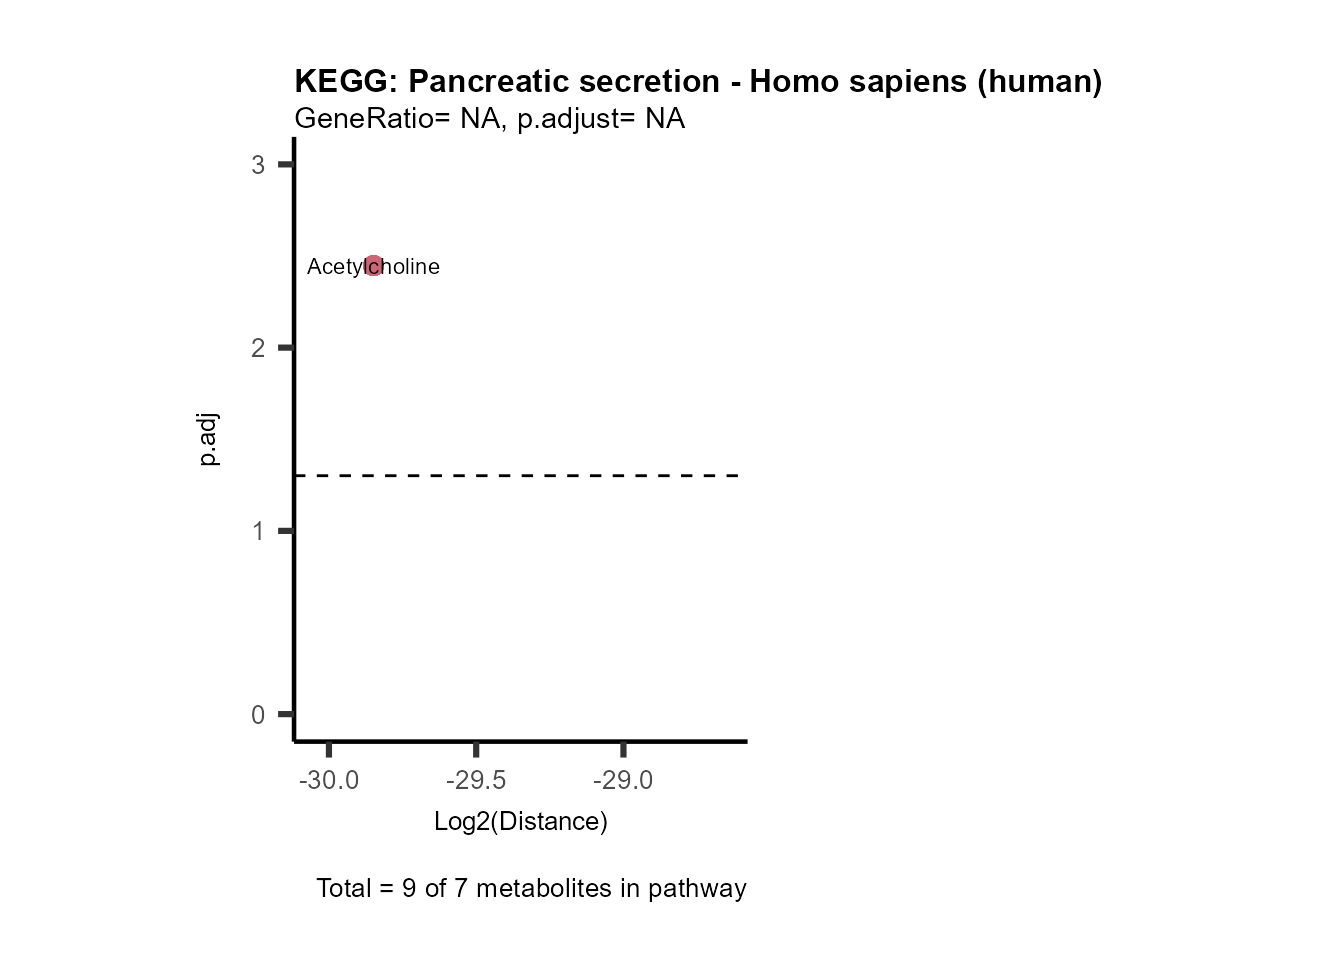 KEGG: Pancreatic secretion - Homo sapiens (human)
GeneRatio= NA, p.adjust= NA
3
Acetylcholine
2
p.adj
1
0
-30.0 -29.5 -29.0
Log2(Distance)
Total = 9 of 7 metabolites in pathway